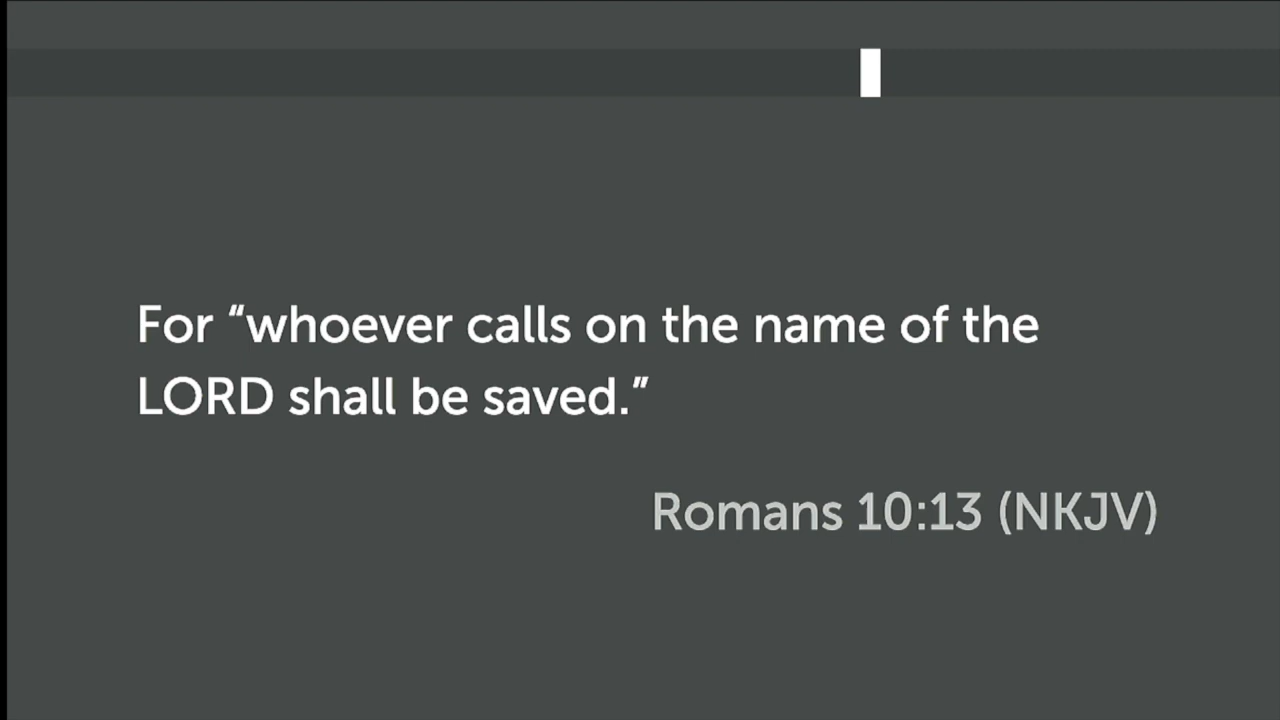 For “whoever calls on the name of the
LORD shall be saved.”
Romans 10:13 (NKJV)